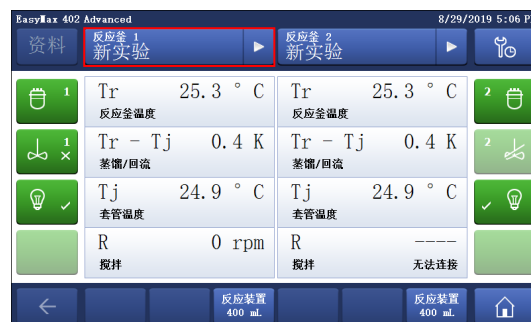 EasyMax 402 Advanced 8/29/2019 5:06 P
资料
反应釜 1
新实验
反应釜 2
新实验
1
Tr 25.3 ° C
反应釜温度
Tr 25.3 ° C
反应釜温度
2
1
Tr - Tj 0.4 K
蒸馏/回流
Tr - Tj 0.4 K
蒸馏/回流
2
Tj 24.9 ° C
套管温度
Tj 24.9 ° C
套管温度
R 0 rpm
搅拌
R ----
搅拌 无法连接
反应装置
400 mL
反应装置
400 mL